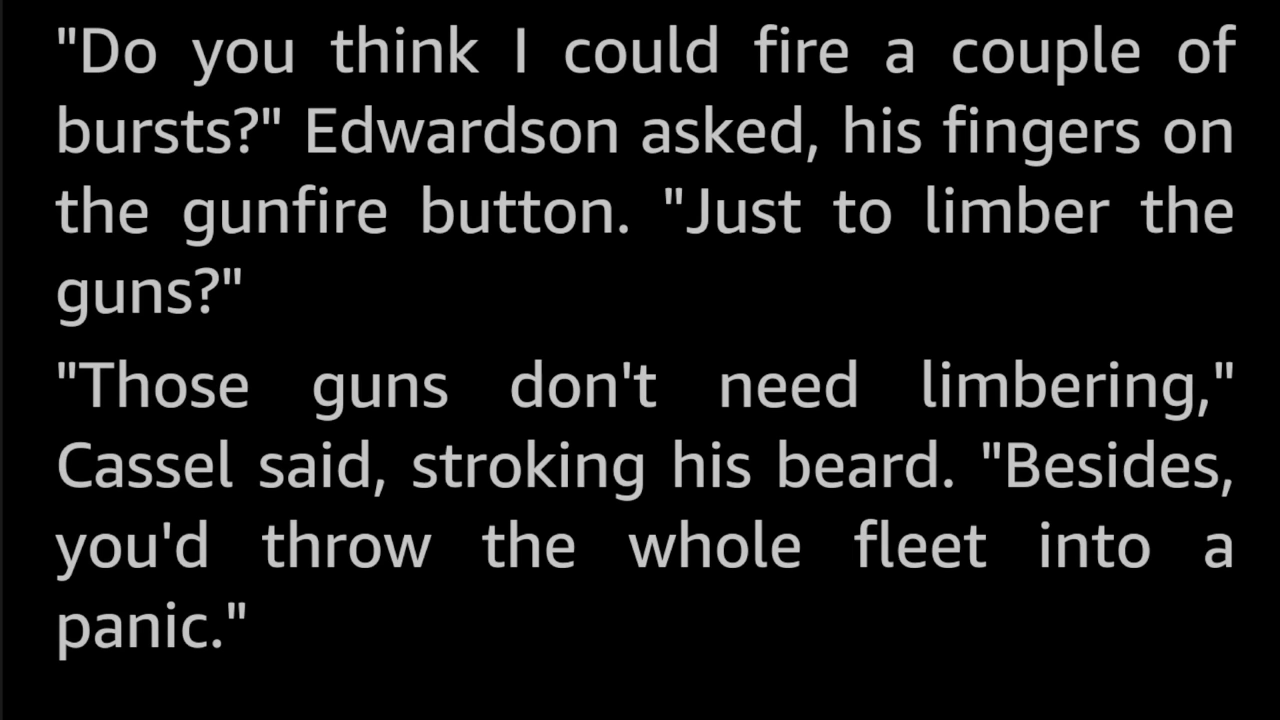 "Do you think I could fire a couple of
bursts?" Edwardson asked, his fingers on
the gunfire button. "Just to limber the
guns?"
"Those guns don't need limbering,"
Cassel said, stroking his beard. "Besides,
you'd throw the whole fleet into a
panic."